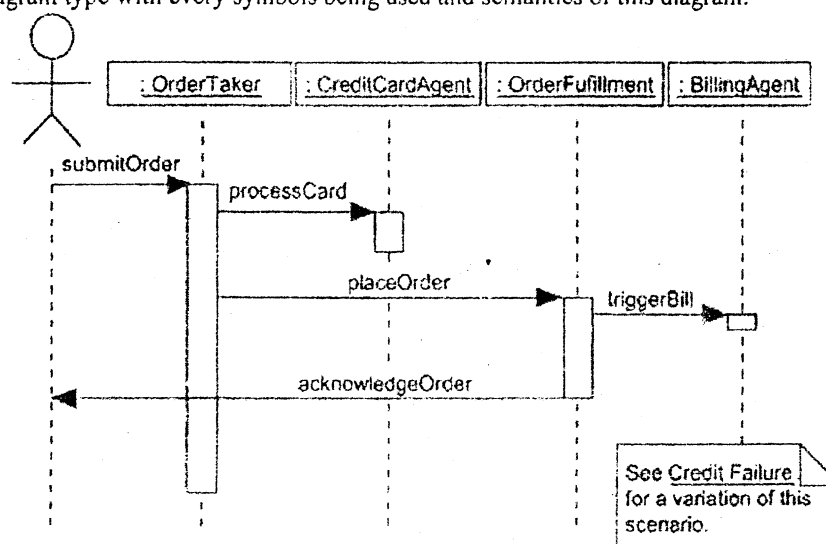 agram type with every symbols being used and semantics of this diagram.
: OrderTaker
: CreditCardAgent
: OrderFufillment
: BillingAgent
submitOrder
processCard
placeOrder
triggerBill
acknowledgeOrder
See Credit Failure
for a variation of this
scenario.